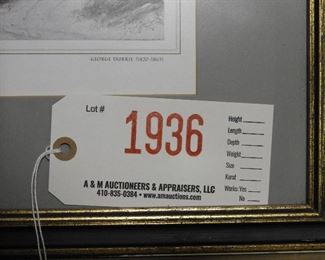 GEORGE DURRIE (1820-1863)
Lot #
1936
Height
Length
Depth
Weight
Size
Karat
Works: Yes
No
A & M AUCTIONEERS & APPRAISERS, LLC
410-835-0384 • www.amauctions.com